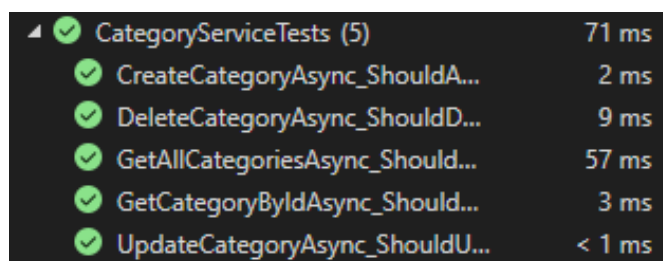 CategoryServiceTests (5) 71 ms
CreateCategoryAsync_ShouldA... 2 ms
DeleteCategoryAsync_ShouldD... 9 ms
GetAllCategoriesAsync_Should... 57 ms
GetCategoryByIdAsync_Should... 3 ms
UpdateCategoryAsync_ShouldU... < 1 ms